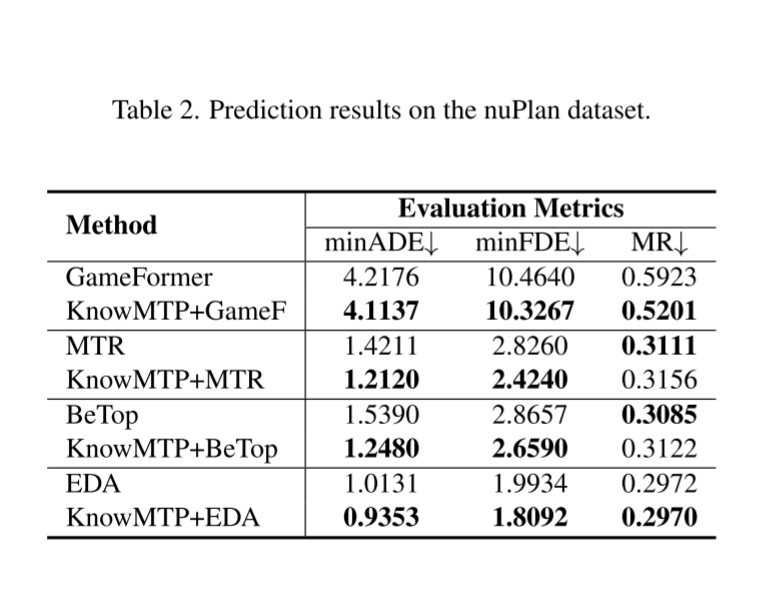 Table 2. Prediction results on the nuPlan dataset.
Method Evaluation Metrics
minADE↓ minFDE↓ MR↓
GameFormer 4.2176 10.4640 0.5923
KnowMTP+GameF 4.1137 10.3267 0.5201
MTR 1.4211 2.8260 0.3111
KnowMTP+MTR 1.2120 2.4240 0.3156
BeTop 1.5390 2.8657 0.3085
KnowMTP+BeTop 1.2480 2.6590 0.3122
EDA 1.0131 1.9934 0.2972
KnowMTP+EDA 0.9353 1.8092 0.2970